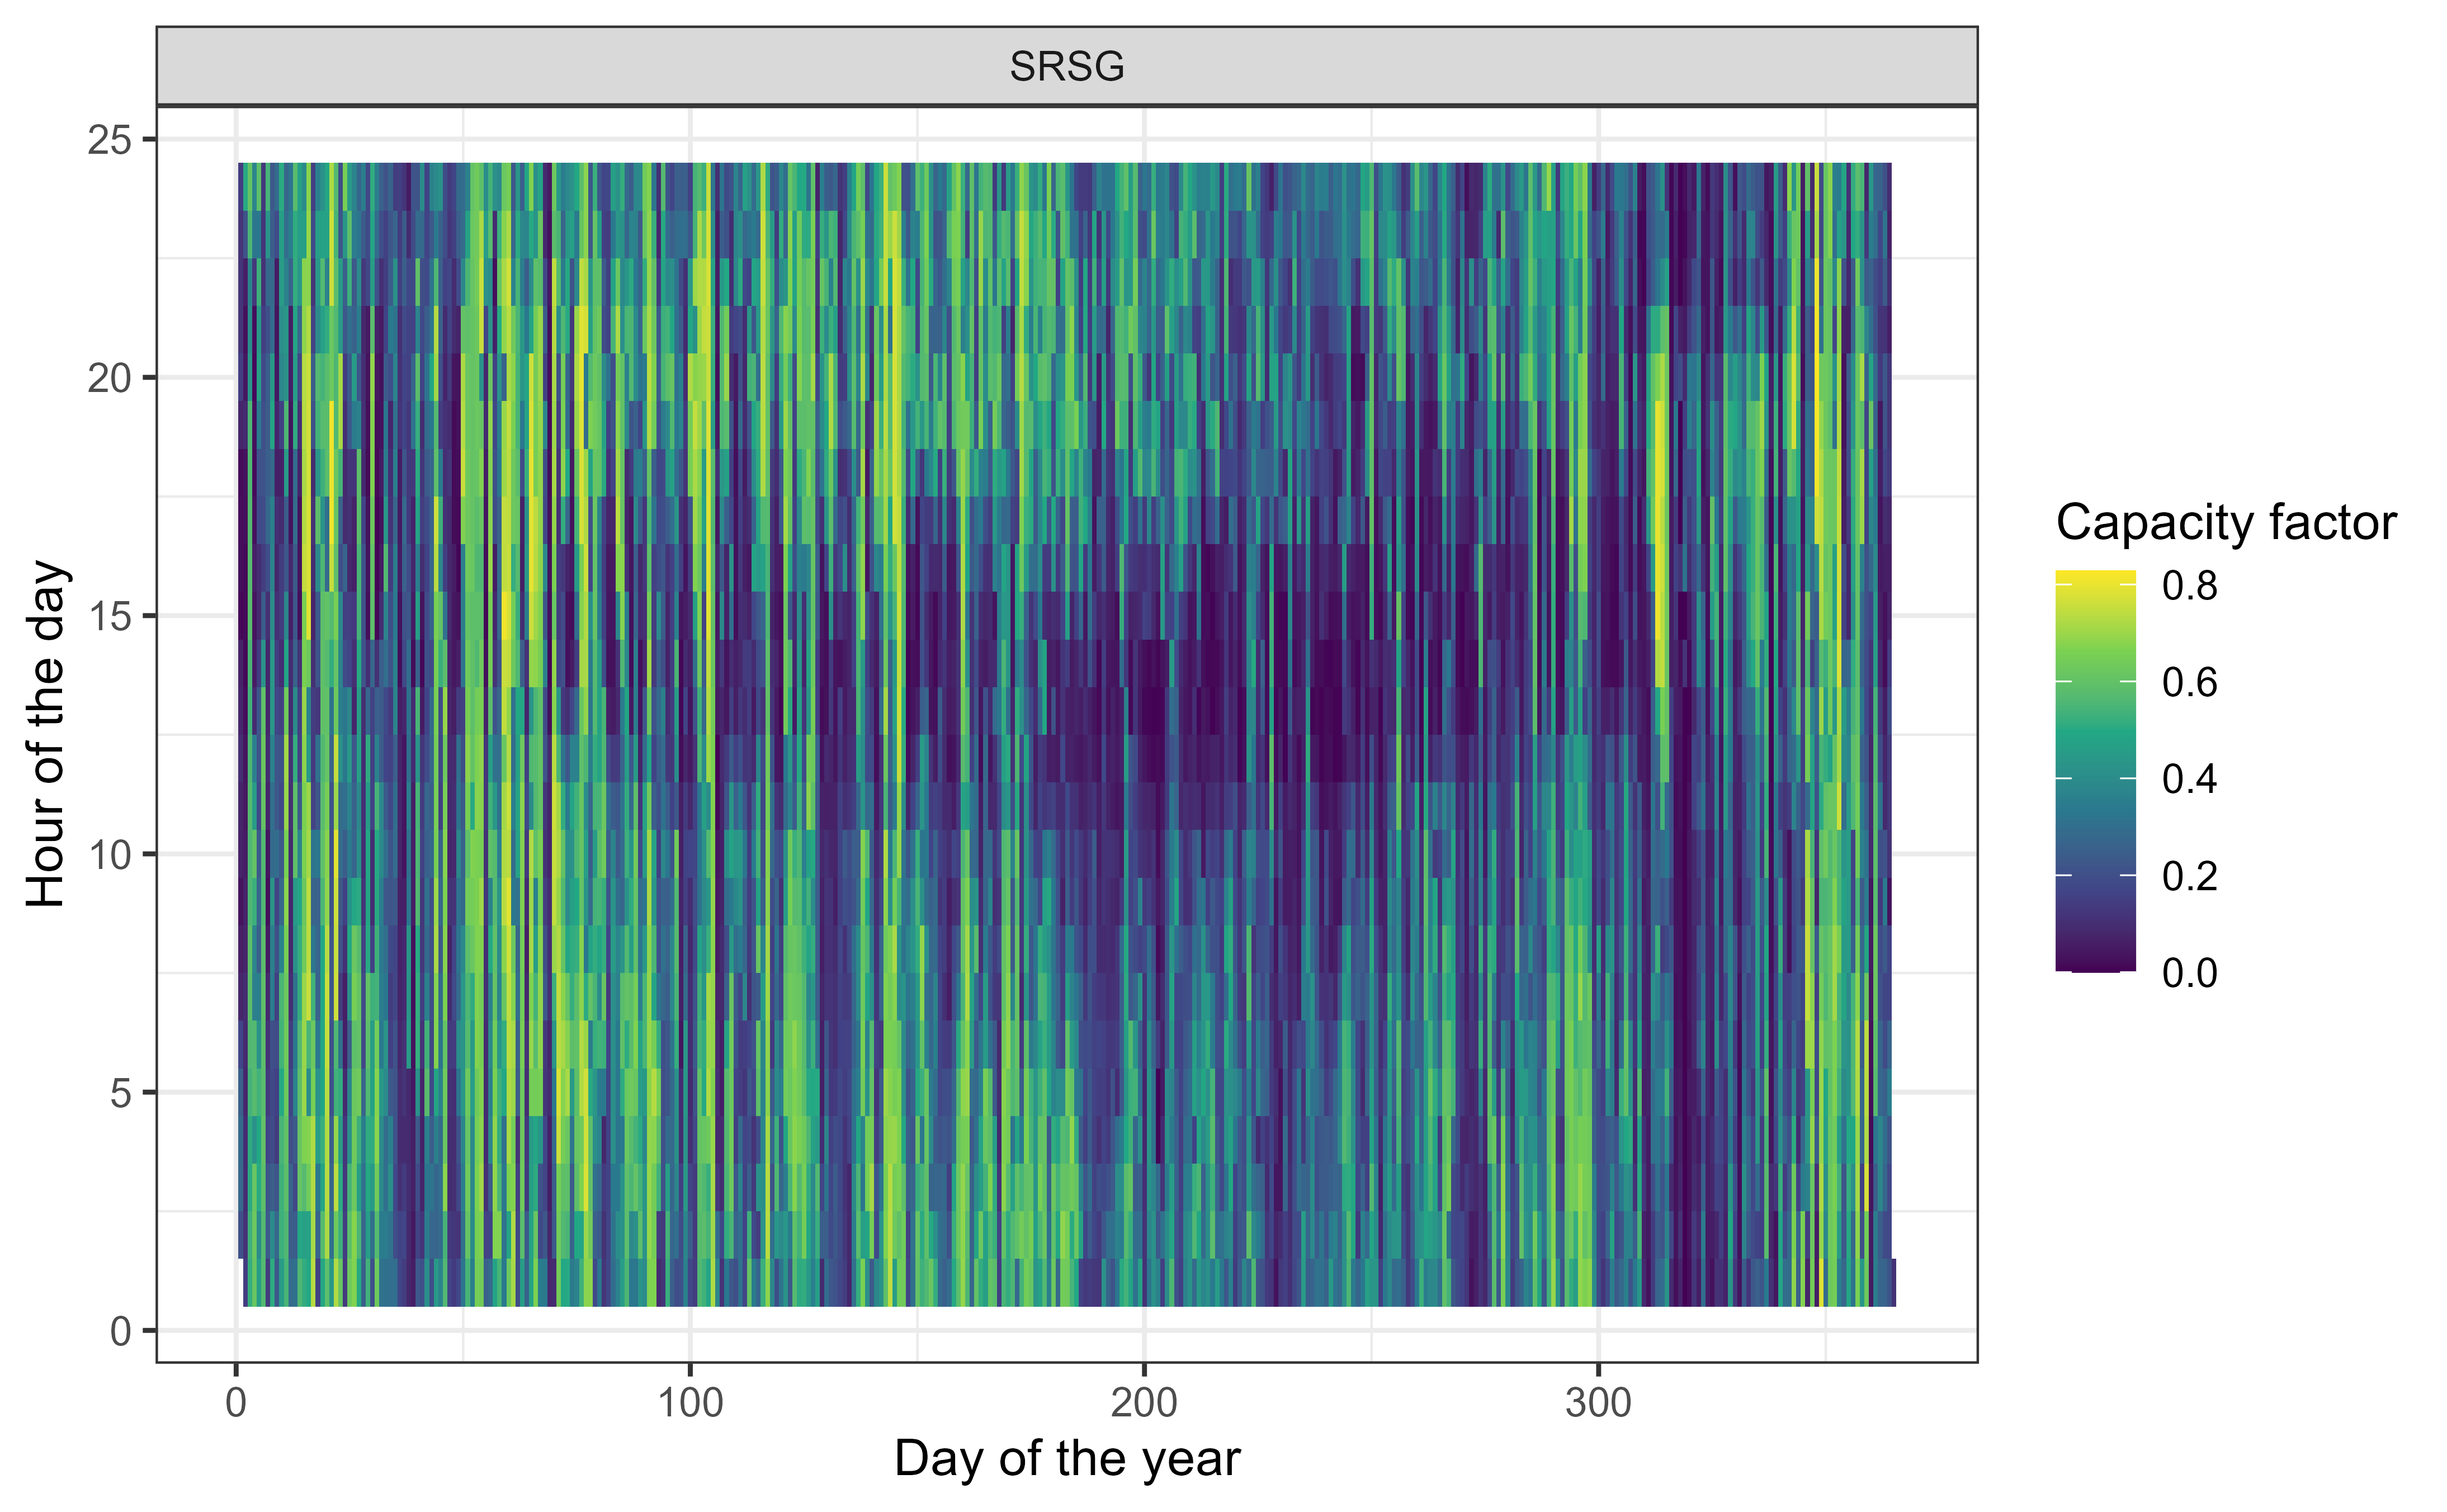 SRSG
25
20
15
10
5
0
Hour of the day
0 100 200 300
Day of the year
Capacity factor
0.8
0.6
0.4
0.2
0.0